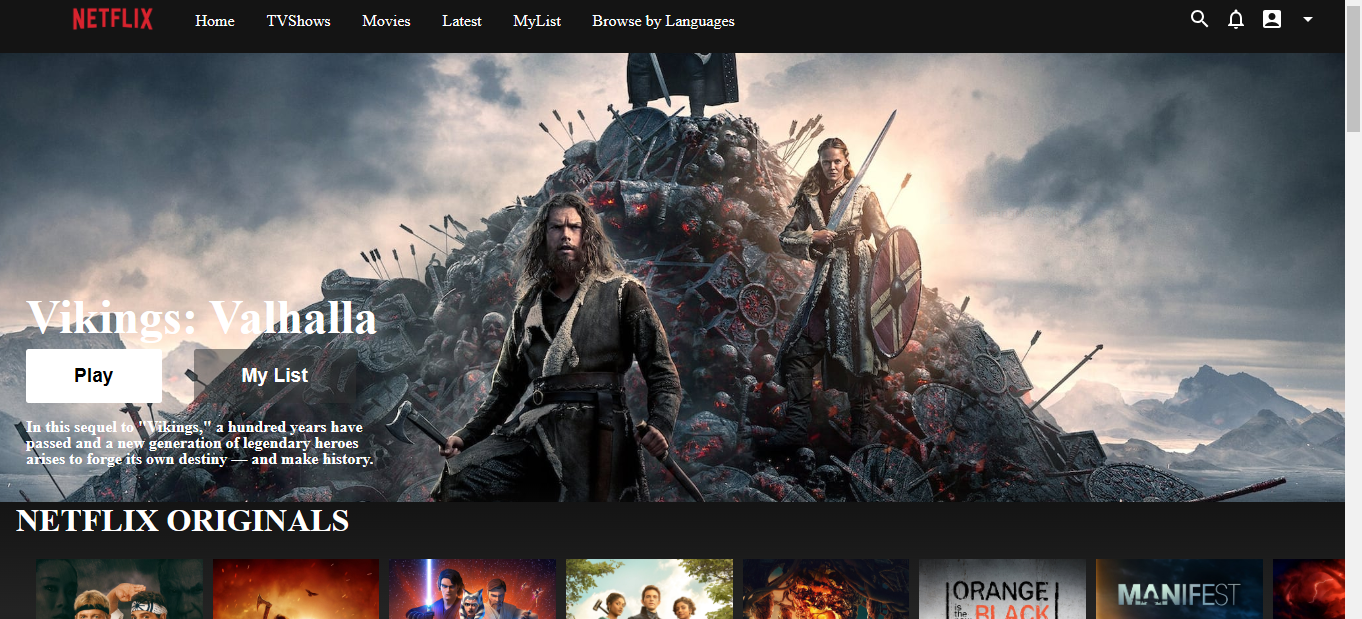 NETFLIX Home TVShows Movies Latest MyList Browse by Languages
Vikings: Valhalla
Play My List
In this sequel to "Vikings," a hundred years have
passed and a new generation of legendary heroes
arises to forge its own destiny — and make history.
NETFLIX ORIGINALS
ORANGE
is the
BLACK
MANIFEST